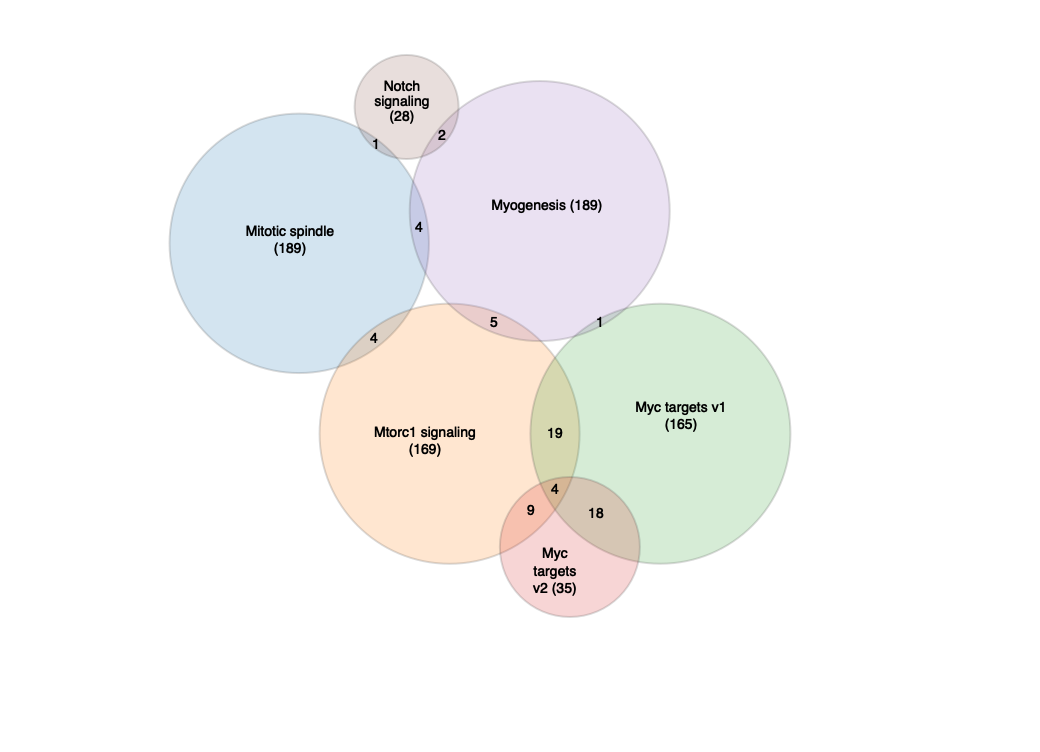 Notch
signaling
(28)
1
2
Myogenesis (189)
4
Mitotic spindle
(189)
5
1
4
Myc targets v1
(165)
Mtorc1 signaling
(169)
19
4
9
18
Myc
targets
v2 (35)